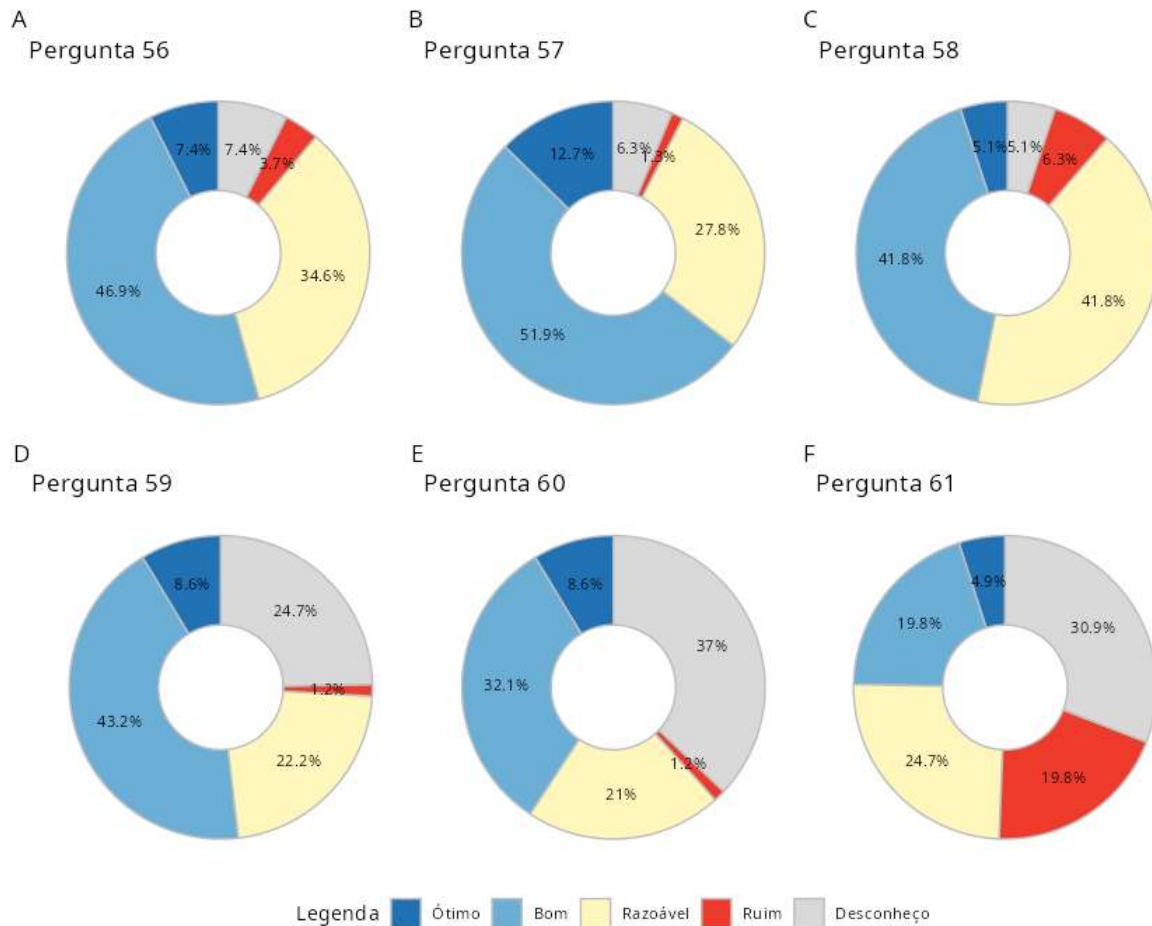 A
Pergunta 56
7.4%
7.4%
3.7%
34.6%
46.9%
B
Pergunta 57
12.7%
6.3%
1.3%
27.8%
51.9%
C
Pergunta 58
5.1%
5.1%
6.3%
41.8%
41.8%
D
Pergunta 59
8.6%
24.7%
1.2%
22.2%
43.2%
E
Pergunta 60
8.6%
37%
1.2%
21%
32.1%
F
Pergunta 61
4.9%
30.9%
19.8%
24.7%
19.8%
Legenda Ótimo Bom Razoável Ruim Desconheço